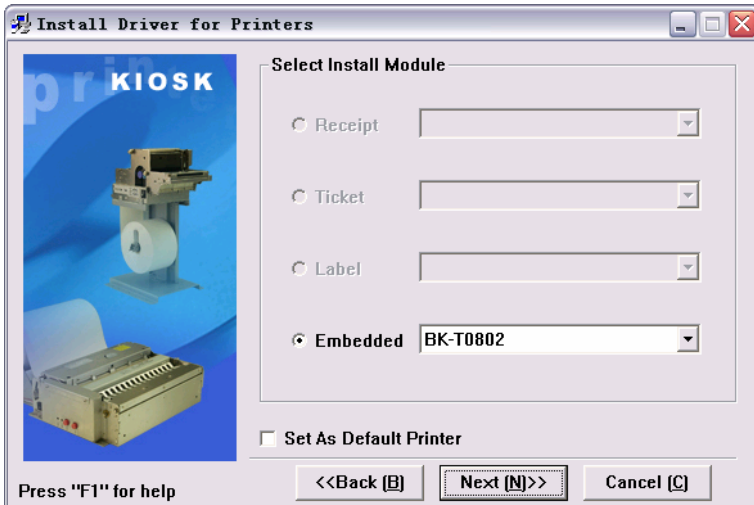 Install Driver for Printers
printe
KIOSK
Select Install Module
Receipt
Ticket
Label
Embedded BK-T0802
Set As Default Printer
Press "F1" for help
<<Back (B) Next (N)>> Cancel (C)